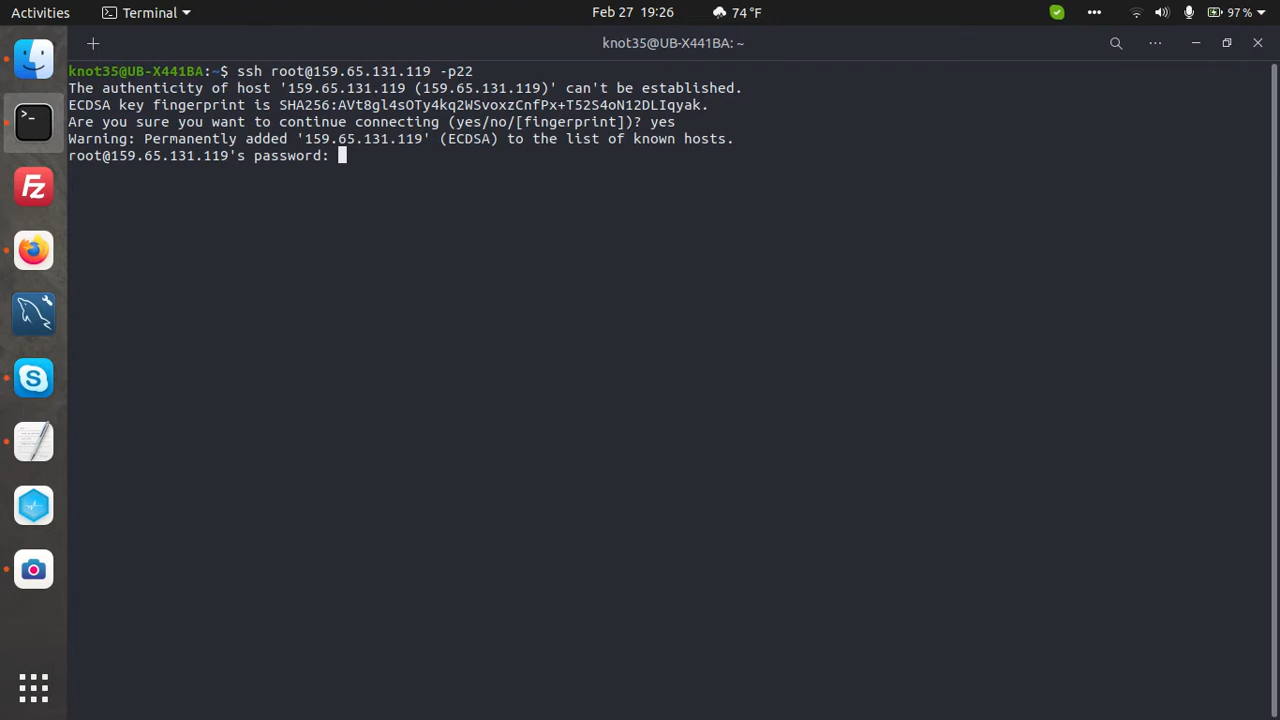 Activities
Terminal
Feb 27 19:26
74 °F
97 %
knot35@UB-X441BA: ~
knot35@UB-X441BA:~$ ssh root@159.65.131.119 -p22
The authenticity of host '159.65.131.119 (159.65.131.119)' can't be established.
ECDSA key fingerprint is SHA256:AVt8gl4sOTy4kq2WSvoxzCnfPx+T52S4oN12DLIqyak.
Are you sure you want to continue connecting (yes/no/[fingerprint])? yes
Warning: Permanently added '159.65.131.119' (ECDSA) to the list of known hosts.
root@159.65.131.119's password: